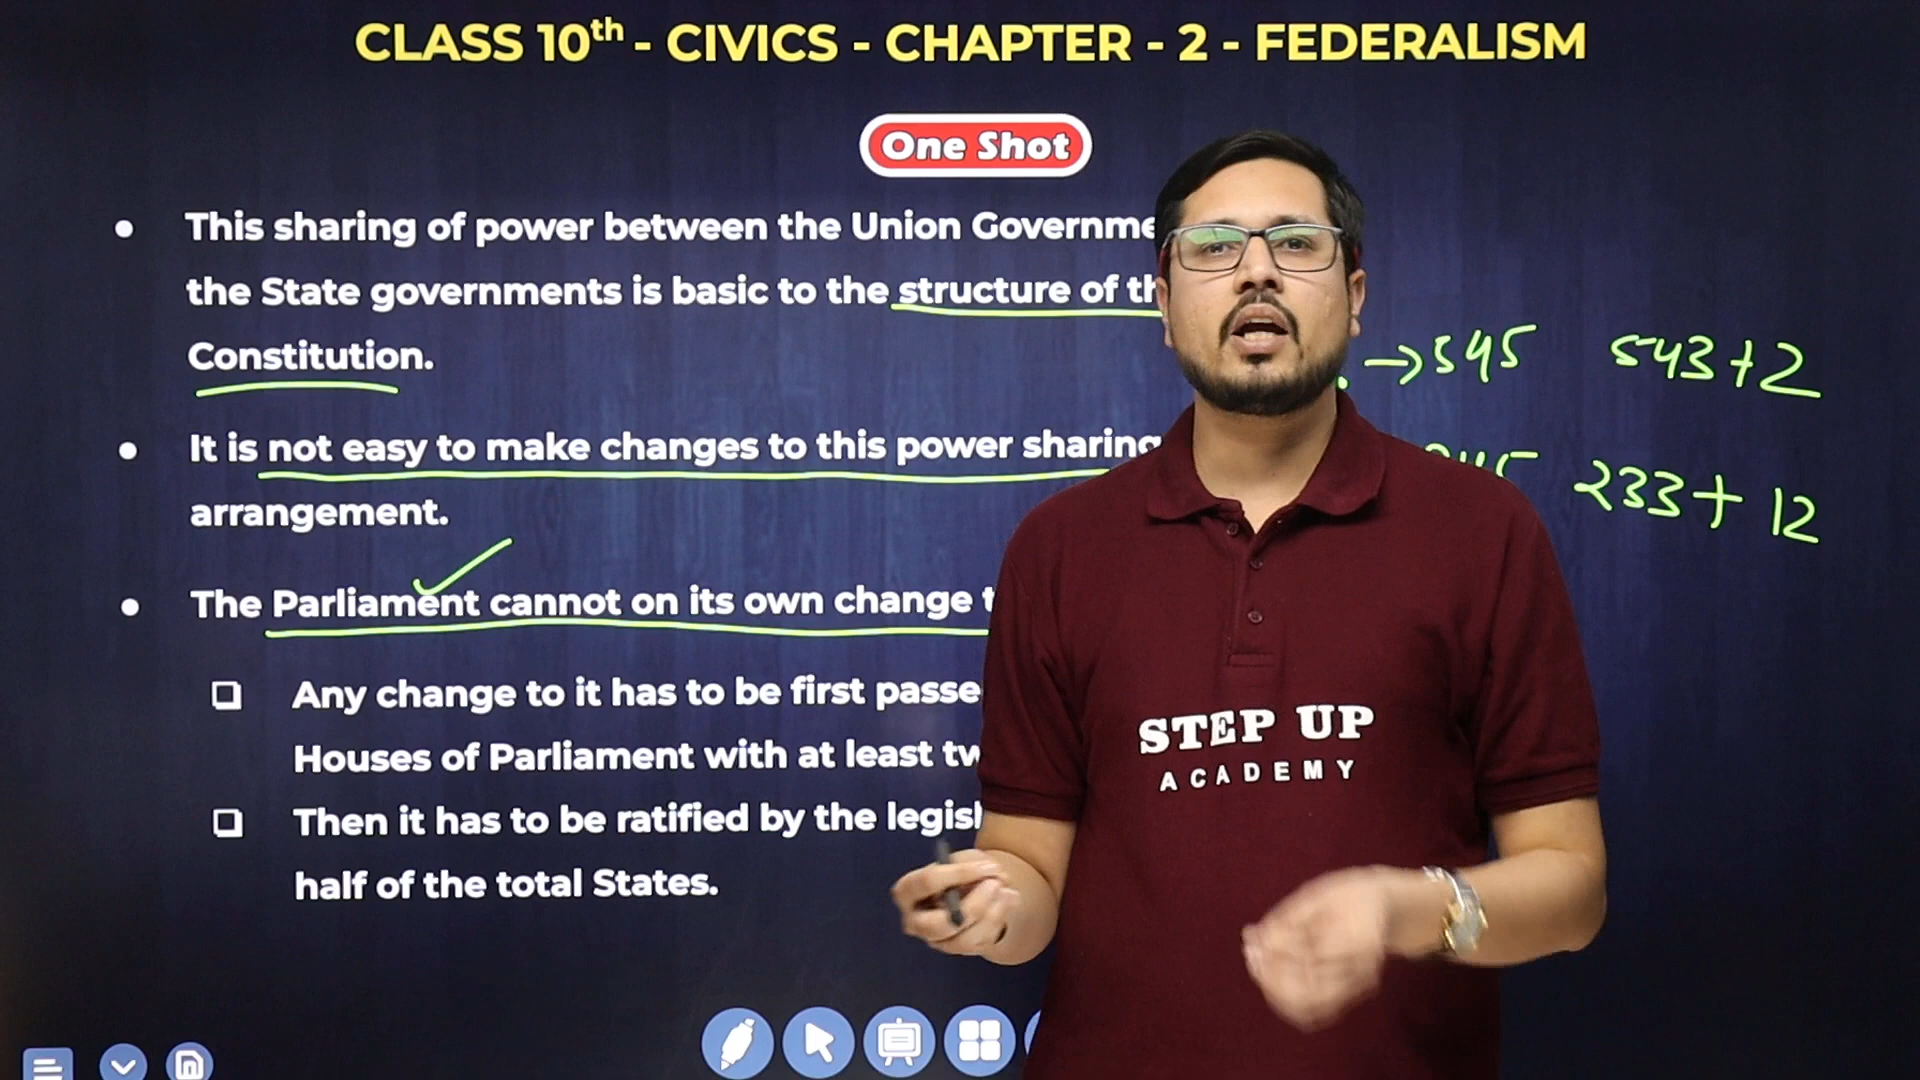 CLASS 10th - CIVICS - CHAPTER - 2 - FEDERALISM
One Shot
• This sharing of power between the Union Governme
the State governments is basic to the structure of th
Constitution.
→545 543+2
• It is not easy to make changes to this power sharing
233+12
arrangement.
• The Parliament cannot on its own change t
❑ Any change to it has to be first passe
Houses of Parliament with at least tw
❑ Then it has to be ratified by the legisl
half of the total States.
STEP UP
ACADEMY